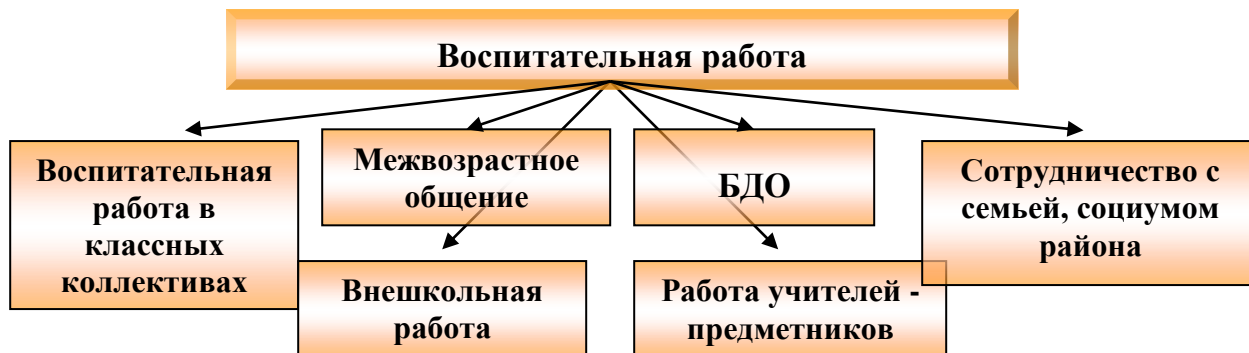 Воспитательная работа
Воспитательная
работа в
классных
коллективах
Межвозрастное
общение
БДО
Сотрудничество с
семьей, социумом
района
Внешкольная
работа
Работа учителей -
предметников